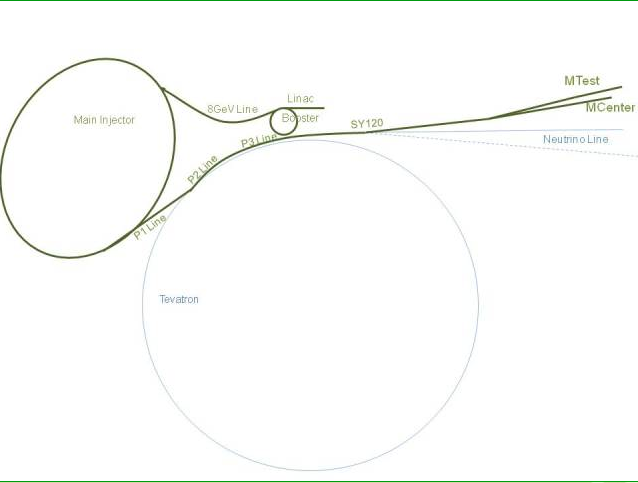 MTest
MCenter
Linac
8GeV Line
Booster
Main Injector
SY120
P3 Line
Neutrino Line
P2 Line
P1 Line
Tevatron